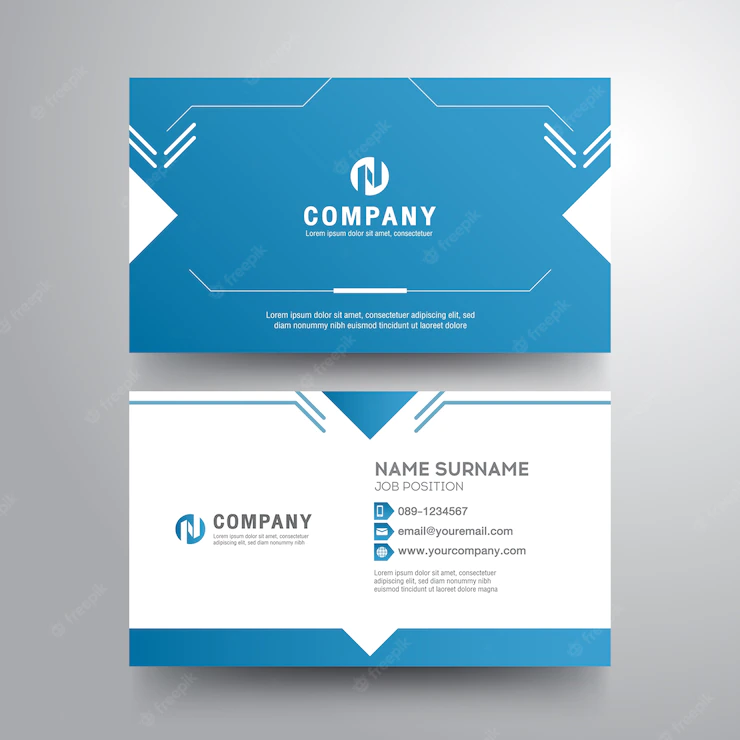 COMPANY
Lorem ipsum dolor sit amet, consectetuer
Lorem ipsum dolor sit amet, consectetuer adipiscing elit, sed
diam nonummy nibh euismod tincidunt ut laoreet dolore
COMPANY
Lorem ipsum dolor sit amet, consectetuer
adipiscing elit, sed diam nonummy nibh
NAME SURNAME
JOB POSITION
089-1234567
email@youremail.com
www.yourcompany.com
Lorem ipsum dolor sit amet, consectetuer
adipiscing elit, sed diam nonummy nibh
euismod tincidunt ut laoreet dolore magna
freepik